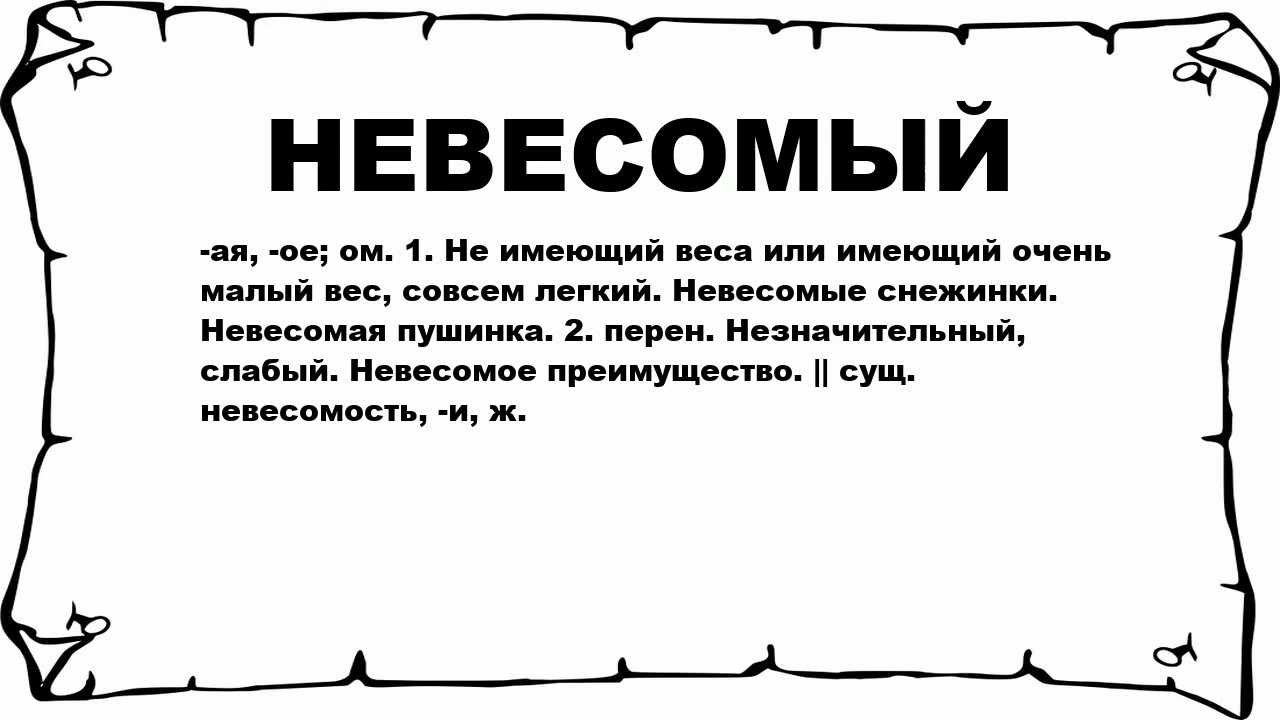 НЕВЕСОМЫЙ
-ая, -ое; ом. 1. Не имеющий веса или имеющий очень
малый вес, совсем легкий. Невесомые снежинки.
Невесомая пушинка. 2. перен. Незначительный,
слабый. Невесомое преимущество. || сущ.
невесомость, -и, ж.